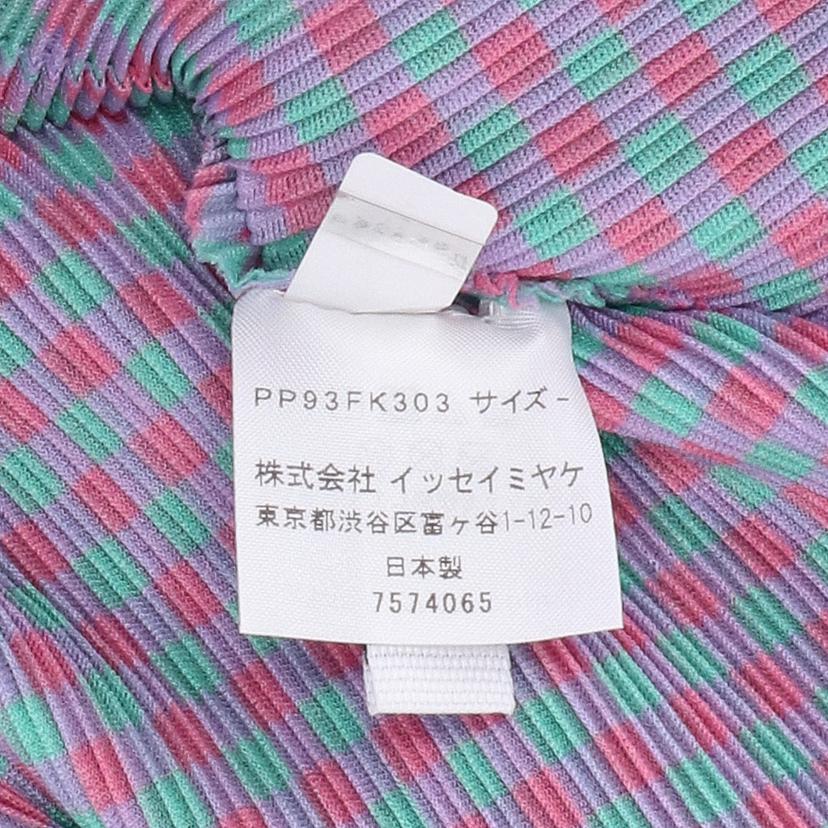 PP93FK303 サイズ-
株式会社 イッセイミヤケ
東京都渋谷区富ヶ谷1-12-10
日本製
7574065